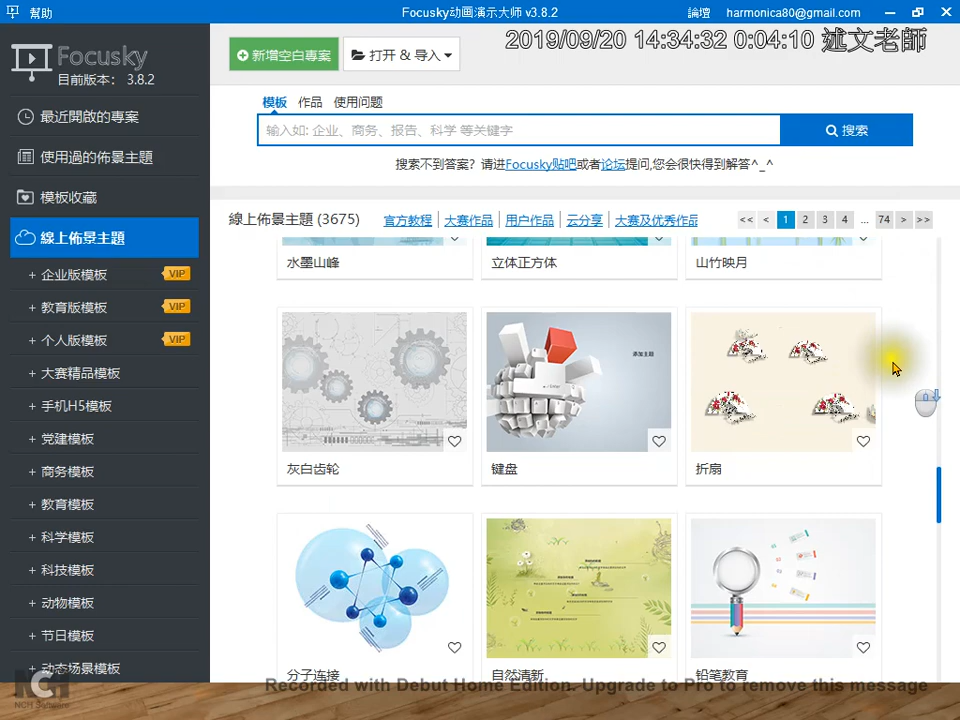 幫助
Focusky动画演示大师 v3.8.2
論壇 harmonica80@gmail.com
2019/09/20 14:34:32 0:04:10 述文老師
Focusky
目前版本: 3.8.2
新增空白專案
打开 & 导入
最近開啟的專案
使用過的佈景主題
模板收藏
線上佈景主題
+ 企业版模板 VIP
+ 教育版模板 VIP
+ 个人版模板 VIP
+ 大赛精品模板
+ 手机H5模板
+ 党建模板
+ 商务模板
+ 教育模板
+ 科学模板
+ 科技模板
+ 动物模板
+ 节日模板
+ 动态场景模板
模板 作品 使用问题
输入如: 企业、商务、报告、科学 等关键字
搜索
搜索不到答案? 请进Focusky贴吧或者论坛提问,您会很快得到解答^_^
線上佈景主題 (3675)
官方教程 大赛作品 用户作品 云分享 大赛及优秀作品
<< < 1 2 3 4 ... 74 > >>
水墨山峰
立体正方体
山竹映月
添加主题
灰白齿轮
键盘
折扇
分子连接
自然清新
铅笔教育
NCH
NCH Software
Recorded with Debut Home Edition. Upgrade to Pro to remove this message